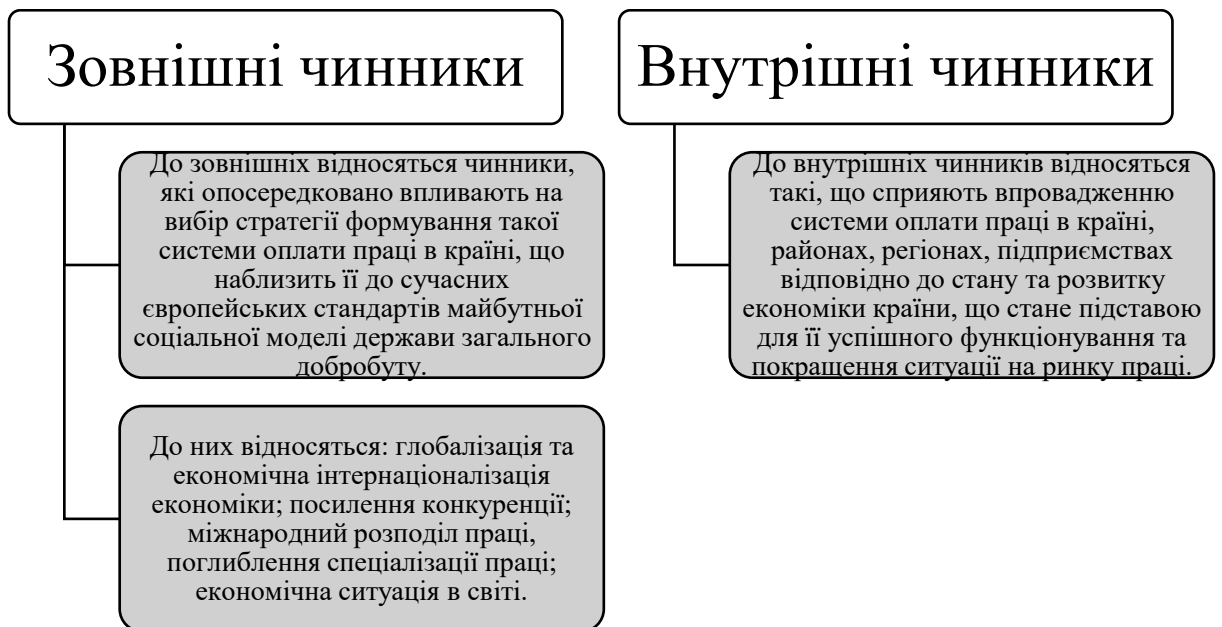 Зовнішні чинники
До зовнішніх відносяться чинники,
які опосередковано впливають на
вибір стратегії формування такої
системи оплати праці в країні, що
наблизить її до сучасних
європейських стандартів майбутньої
соціальної моделі держави загального
добробуту.
До них відносяться: глобалізація та
економічна інтернаціоналізація
економіки; посилення конкуренції;
міжнародний розподіл праці,
поглиблення спеціалізації праці;
економічна ситуація в світі.
Внутрішні чинники
До внутрішніх чинників відносяться
такі, що сприяють впровадженню
системи оплати праці в країні,
районах, регіонах, підприємствах
відповідно до стану та розвитку
економіки країни, що стане підставою
для її успішного функціонування та
покращення ситуації на ринку праці.